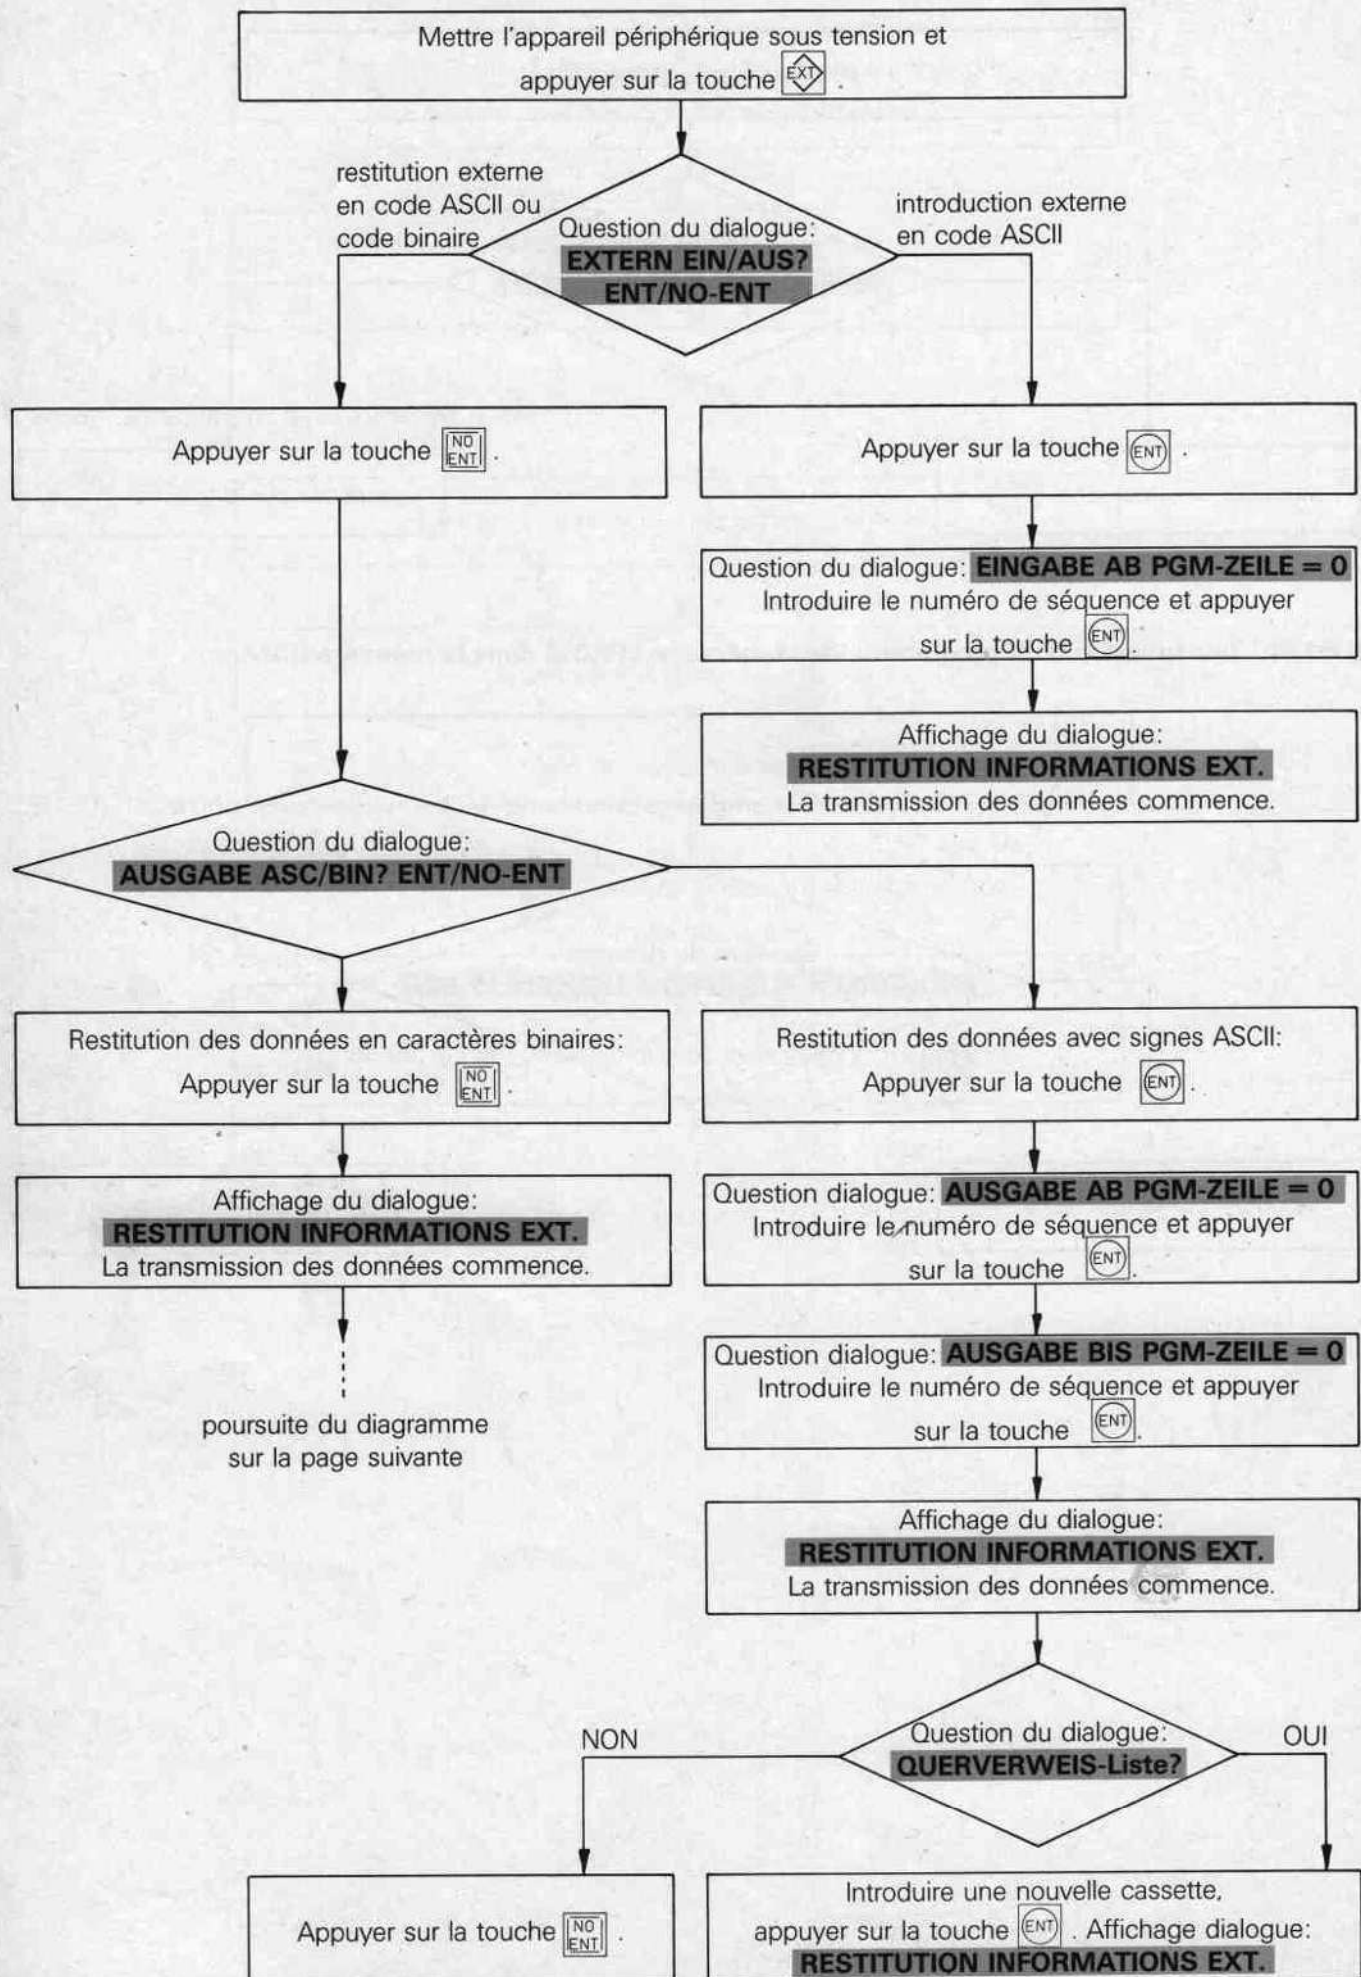 Mettre l'appareil périphérique sous tension et
appuyer sur la touche EXT .
restitution externe
en code ASCII ou
code binaire
Question du dialogue:
EXTERN EIN/AUS?
ENT/NO-ENT
introduction externe
en code ASCII
Appuyer sur la touche NO ENT .
Appuyer sur la touche ENT .
Question du dialogue: EINGABE AB PGM-ZEILE = 0
Introduire le numéro de séquence et appuyer
sur la touche ENT.
Affichage du dialogue:
RESTITUTION INFORMATIONS EXT.
La transmission des données commence.
Question du dialogue:
AUSGABE ASC/BIN? ENT/NO-ENT
Restitution des données en caractères binaires:
Appuyer sur la touche NO ENT .
Restitution des données avec signes ASCII:
Appuyer sur la touche ENT .
Affichage du dialogue:
RESTITUTION INFORMATIONS EXT.
La transmission des données commence.
Question dialogue: AUSGABE AB PGM-ZEILE = 0
Introduire le numéro de séquence et appuyer
sur la touche ENT.
poursuite du diagramme
sur la page suivante
Question dialogue: AUSGABE BIS PGM-ZEILE = 0
Introduire le numéro de séquence et appuyer
sur la touche ENT.
Affichage du dialogue:
RESTITUTION INFORMATIONS EXT.
La transmission des données commence.
NON
Question du dialogue:
QUERVERWEIS-Liste?
OUI
Appuyer sur la touche NO ENT .
Introduire une nouvelle cassette,
appuyer sur la touche ENT . Affichage dialogue:
RESTITUTION INFORMATIONS EXT.